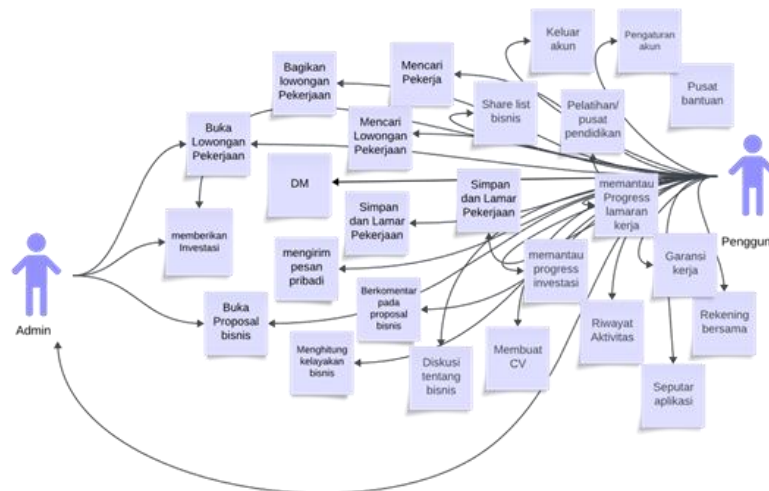 Keluar
akun
Pengaturan
akun
Bagikan
lowongan
Pekerjaan
Mencari
Pekerja
Share list
bisnis
Pelatihan/
pusat
pendidikan
Pusat
bantuan
Buka
Lowongan
Pekerjaan
Mencari
Lowongan
Pekerjaan
DM
Simpan
dan Lamar
Pekerjaan
Simpan
dan Lamar
Pekerjaan
memantau
Progress
lamaran
kerja
memberikan
Investasi
mengirim
pesan
pribadi
memantau
progress
investasi
Garansi
kerja
Penggun
Admin
Buka
Proposal
bisnis
Berkomentar
pada
proposal
bisnis
Riwayat
Aktivitas
Rekening
bersama
Menghitung
kelayakan
bisnis
Diskusi
tentang
bisnis
Membuat
CV
Seputar
aplikasi